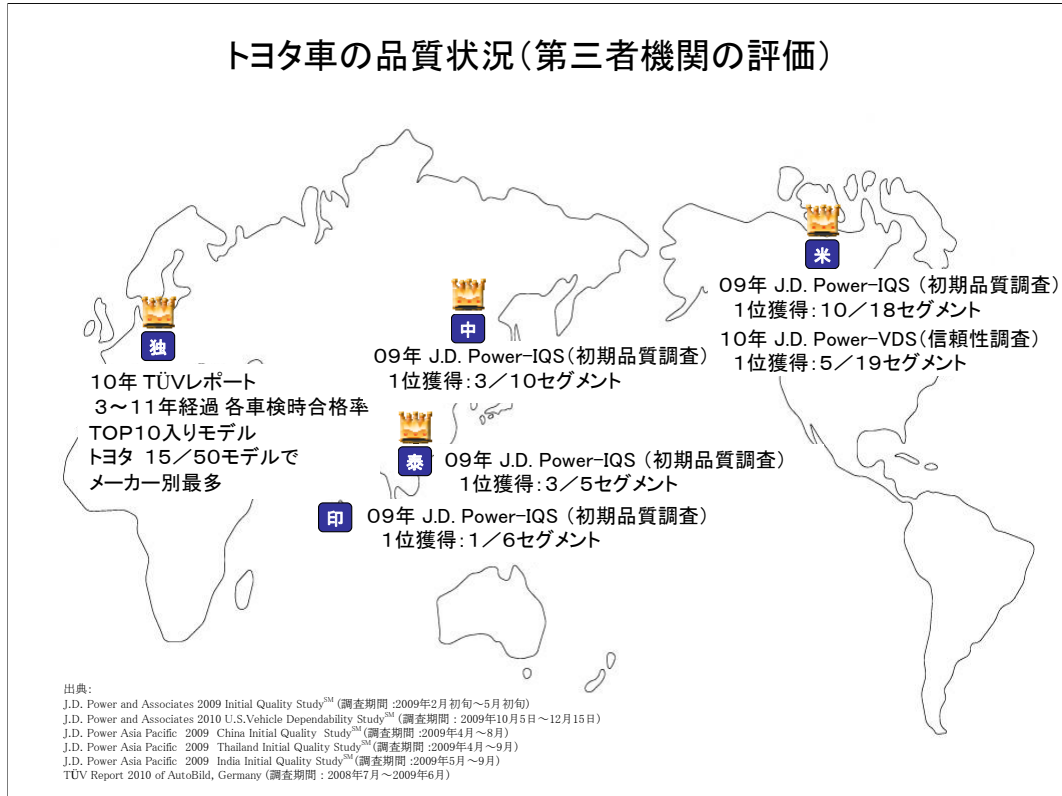 トヨタ車の品質状況(第三者機関の評価)
米
09年 J.D. Power-IQS (初期品質調査)
1位獲得:10/18セグメント
10年 J.D. Power-VDS(信頼性調査)
1位獲得:5/19セグメント
独
10年 TÜVレポート
3~11年経過 各車検時合格率
TOP10入りモデル
トヨタ 15/50モデルで
メーカー別最多
中
09年 J.D. Power-IQS(初期品質調査)
1位獲得:3/10セグメント
泰
09年 J.D. Power-IQS (初期品質調査)
1位獲得:3/5セグメント
印
09年 J.D. Power-IQS (初期品質調査)
1位獲得:1/6セグメント
出典:
J.D. Power and Associates 2009 Initial Quality StudySM (調査期間 :2009年2月初旬~5月初旬)
J.D. Power and Associates 2010 U.S.Vehicle Dependability StudySM (調査期間 : 2009年10月5日~12月15日)
J.D. Power Asia Pacific 2009 China Initial Quality StudySM (調査期間 :2009年4月~8月)
J.D. Power Asia Pacific 2009 Thailand Initial Quality StudySM (調査期間 :2009年4月~9月)
J.D. Power Asia Pacific 2009 India Initial Quality StudySM (調査期間 :2009年5月~9月)
TÜV Report 2010 of AutoBild, Germany (調査期間 : 2008年7月~2009年6月)